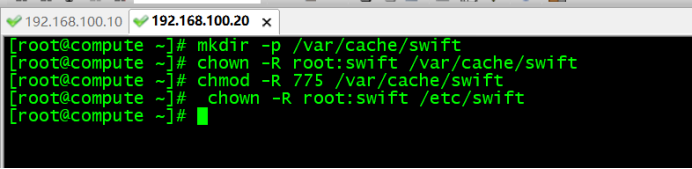 192.168.100.10 192.168.100.20 ×
[root@compute ~]# mkdir -p /var/cache/swift
[root@compute ~]# chown -R root:swift /var/cache/swift
[root@compute ~]# chmod -R 775 /var/cache/swift
[root@compute ~]#  chown -R root:swift /etc/swift
[root@compute ~]#